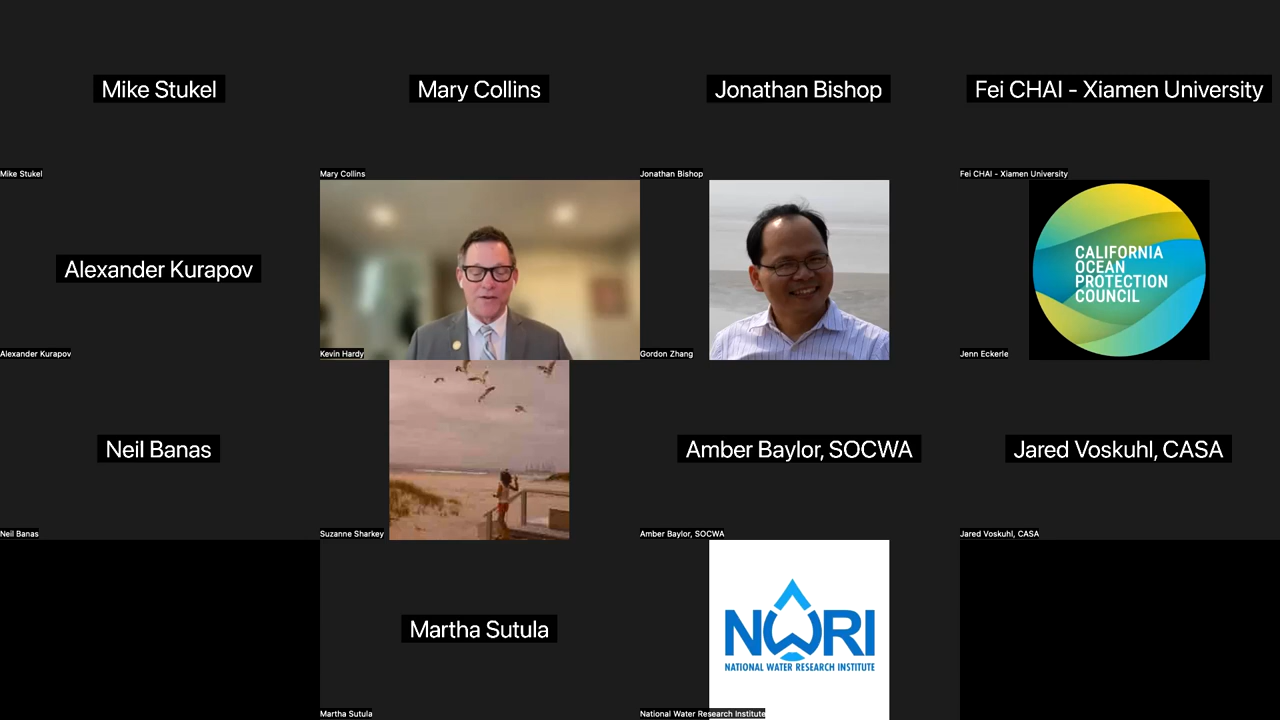 Mike Stukel
Mary Collins
Jonathan Bishop
Fei CHAI - Xiamen University
Mike Stukel
Mary Collins
Jonathan Bishop
Fei CHAI - Xiamen University
Alexander Kurapov
CALIFORNIA
OCEAN
PROTECTION
COUNCIL
Alexander Kurapov
Kevin Hardy
Gordon Zhang
Jenn Eckerle
Neil Banas
Amber Baylor, SOCWA
Jared Voskuhl, CASA
Neil Banas
Suzanne Sharkey
Amber Baylor, SOCWA
Jared Voskuhl, CASA
Martha Sutula
NWRI
NATIONAL WATER RESEARCH INSTITUTE
Martha Sutula
National Water Research Institute